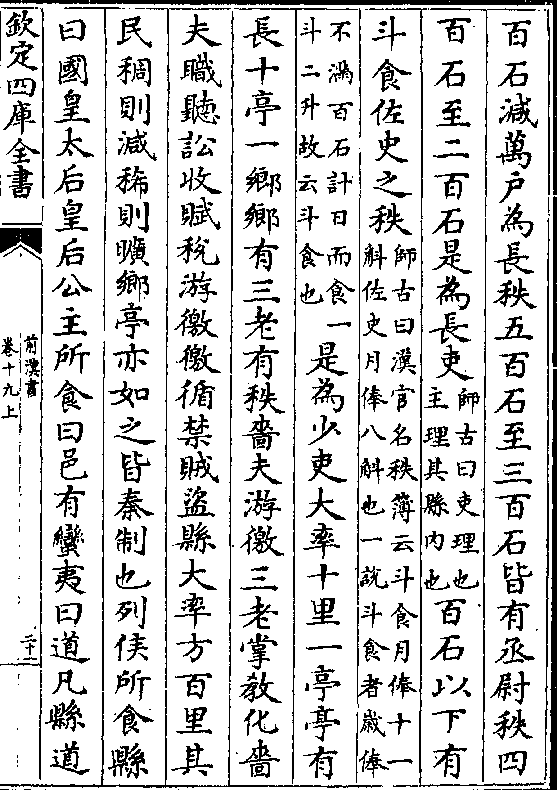 百石減萬戶為長秩五百石至三百石皆有丞尉秩四
百石至二百石是為長吏師古曰吏理也主理其縣內也百石以下有
斗食佐史之秩師古曰漢官名秩簿云斗食月俸十一斛佐史月俸八斛也一說斗食者歲俸
不滿百石計日而食一斗二升故云斗食也是為少吏大率十里一亭亭有
長十亭一鄉鄉有三老有秩嗇夫游徼三老掌教化嗇
夫職聽訟收賦稅游徼徼循禁賊盜縣大率方百里其
民稠則減稀則曠鄉亭亦如之皆秦制也列侯所食縣
曰國皇太后皇后公主所食曰邑有蠻夷曰道凡縣道
欽定四庫全書
前漢書
卷十九上
二十一